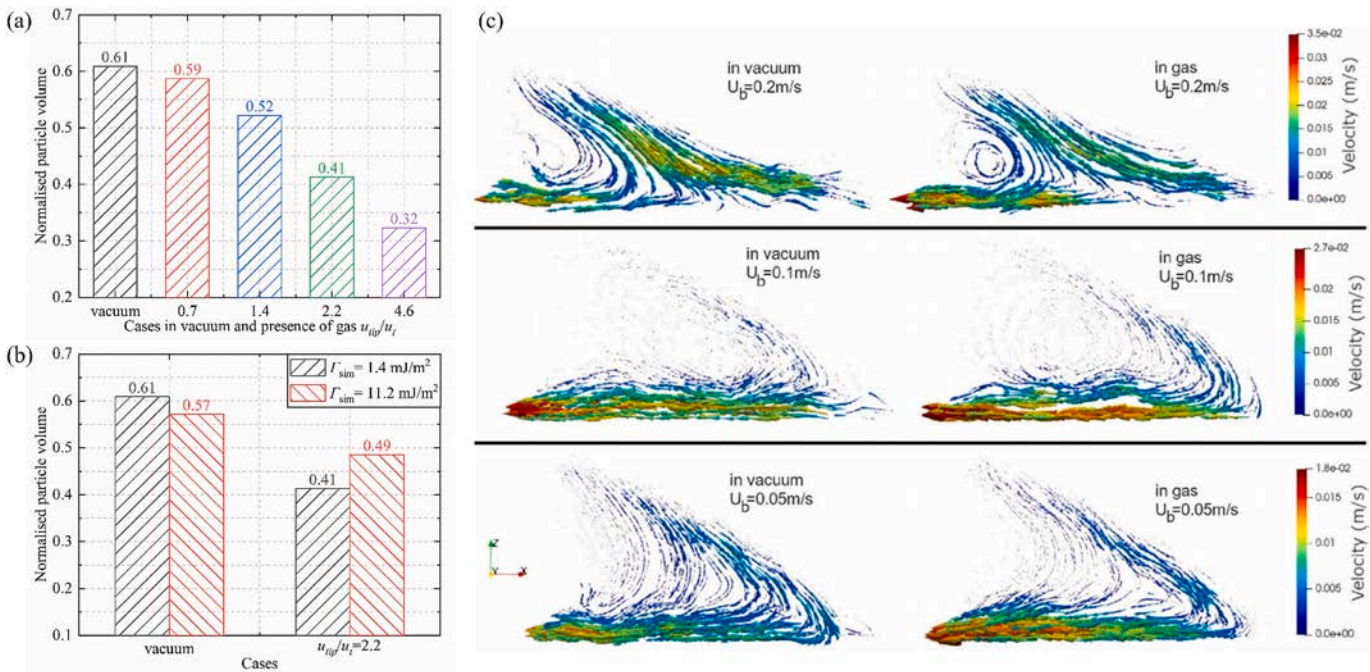 (a)
0.7
0.6
0.5
0.4
0.3
0.2
Normalised particle volume
0.61
0.59
0.52
0.41
0.32
vacuum
0.7
1.4
2.2
4.6
Cases in vacuum and presence of gas u_tip/u_t
(b)
0.7
0.6
0.5
0.4
0.3
0.2
0.1
Normalised particle volume
Γ_sim = 1.4 mJ/m²
Γ_sim = 11.2 mJ/m²
0.61
0.57
0.41
0.49
vacuum
u_tip/u_t=2.2
Cases
(c)
in vacuum
U_b=0.2m/s
in gas
U_b=0.2m/s
3.5e-02
0.03
0.025
0.02
0.015
0.01
0.005
0.0e+00
Velocity (m/s)
in vacuum
U_b=0.1m/s
in gas
U_b=0.1m/s
2.7e-02
0.02
0.015
0.01
0.005
0.0e+00
Velocity (m/s)
in vacuum
U_b=0.05m/s
in gas
U_b=0.05m/s
1.8e-02
0.015
0.01
0.005
0.0e+00
Velocity (m/s)
Z
Y
X